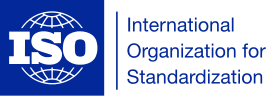 ISO
International
Organization for
Standardization